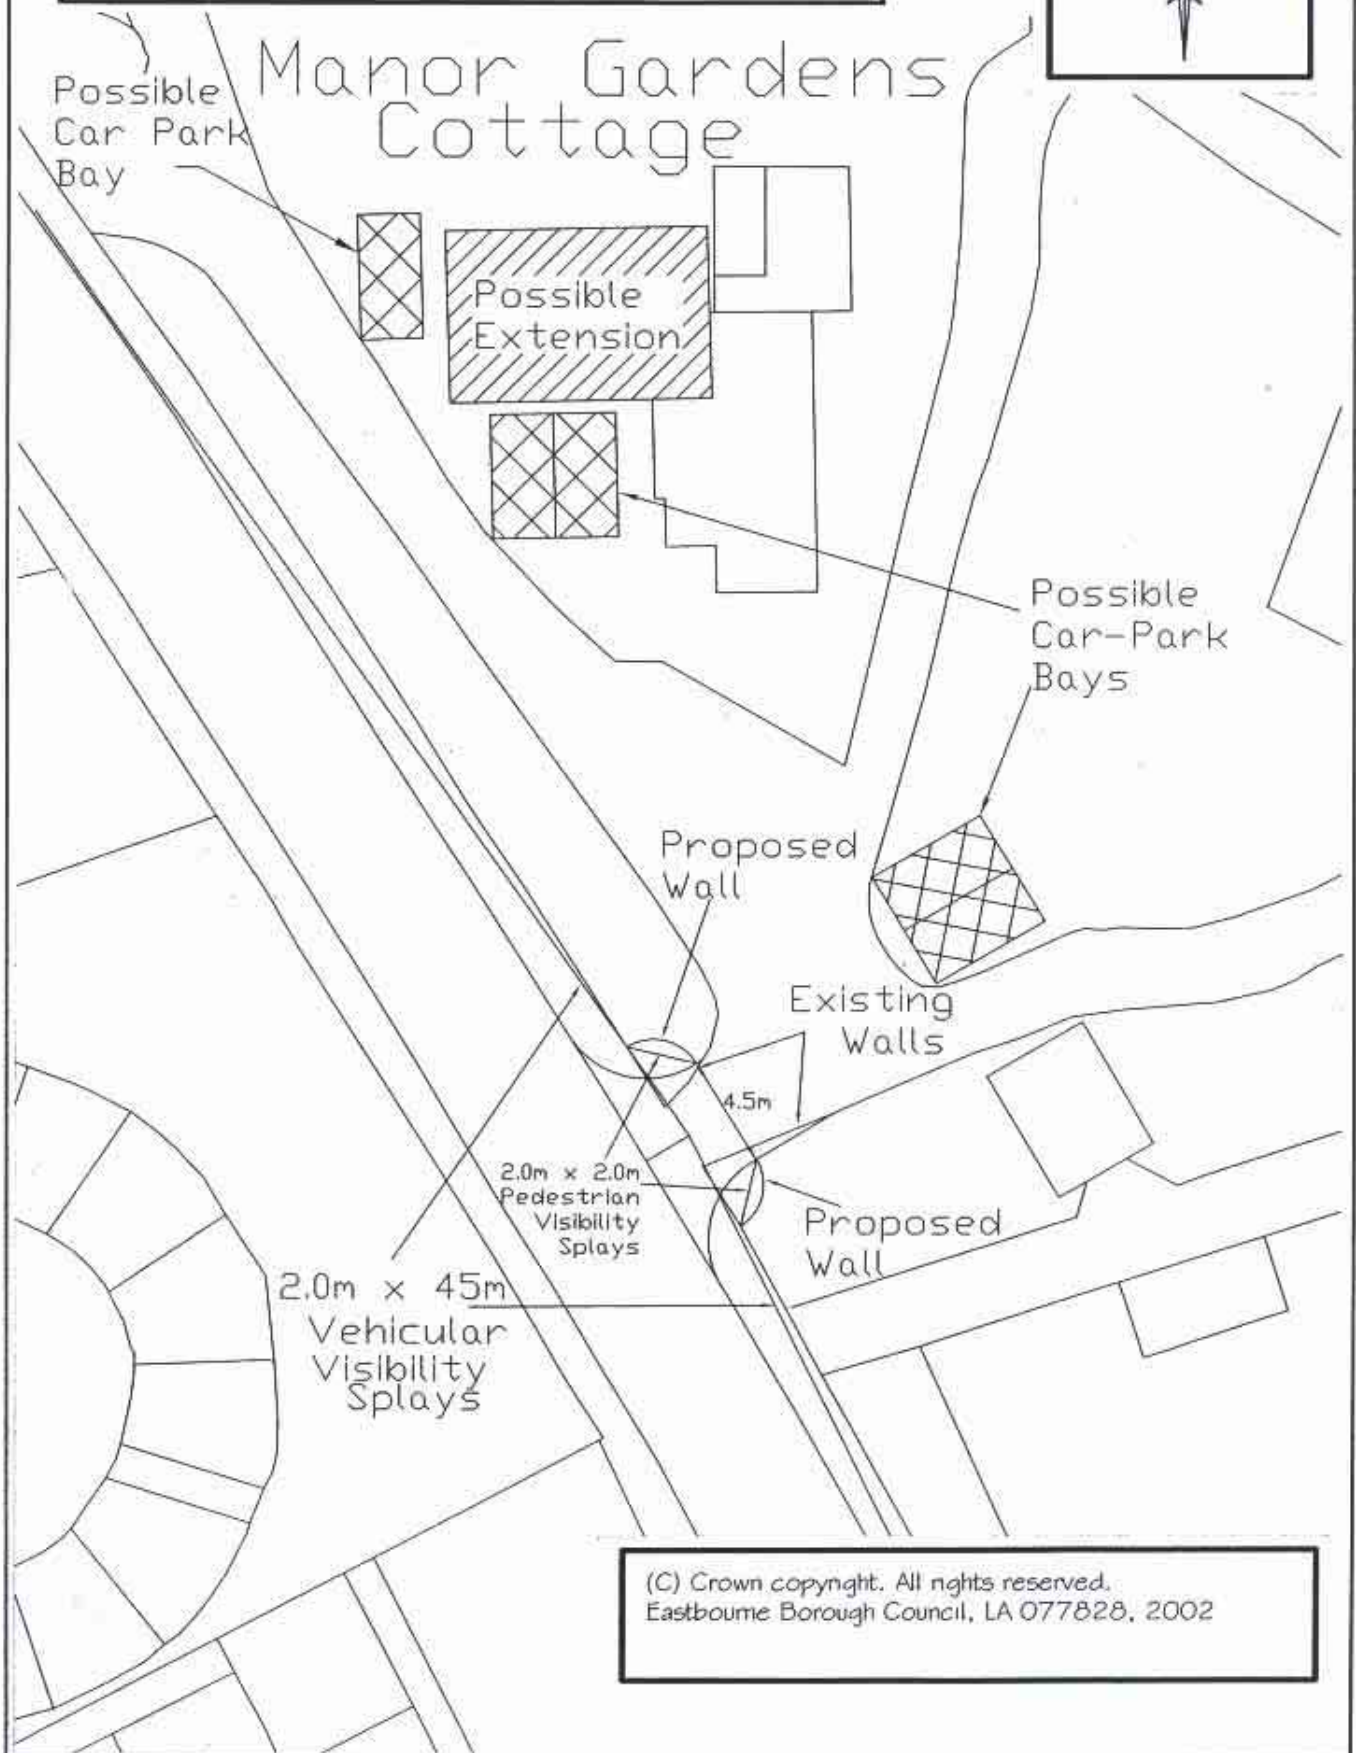 Manor Gardens
Cottage
Possible
Car Park
Bay
Possible
Extension
Possible
Car-Park
Bays
Proposed
Wall
Existing
Walls
4.5m
2.0m x 2.0m
Pedestrian
Visibility
Splays
Proposed
Wall
2.0m x 45m
Vehicular
Visibility
Splays
(C) Crown copyright. All rights reserved.
Eastbourne Borough Council, LA 077828, 2002